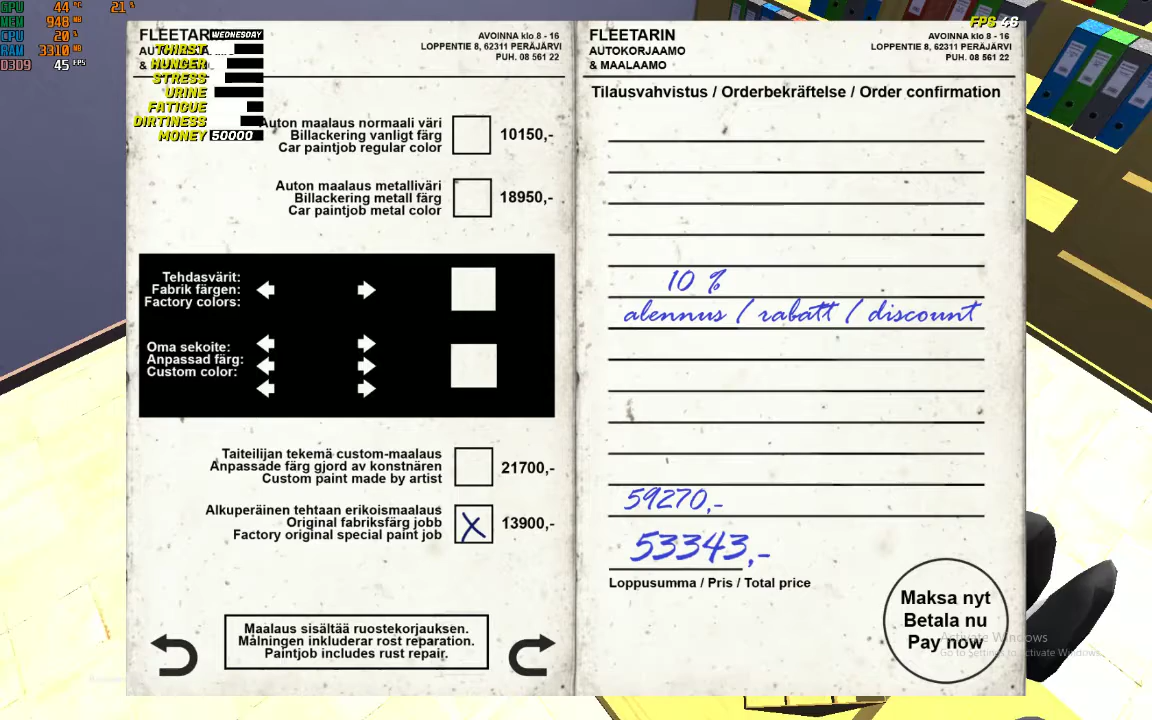 GPU 44 °C 21 %
MEM 948 MB
CPU 20 %
RAM 3310 MB
D3D9 45 FPS
FPS 46
WEDNESDAY
THIRST
HUNGER
STRESS
URINE
FATIGUE
DIRTINESS
MONEY 50000
FLEETAR
AU
&
AVOINNA klo 8 - 16
LOPPENTIE 8, 62311 PERÄJÄRVI
PUH. 08 561 22
Auton maalaus normaali väri
Billackering vanligt färg
Car paintjob regular color
10150,-
Auton maalaus metalliväri
Billackering metall färg
Car paintjob metal color
18950,-
Tehdasvärit:
Fabrik färgen:
Factory colors:
Oma sekoite:
Anpassad färg:
Custom color:
Taiteilijan tekemä custom-maalaus
Anpassade färg gjord av konstnären
Custom paint made by artist
21700,-
Alkuperäinen tehtaan erikoismaalaus
Original fabriksfärg jobb
Factory original special paint job
X
13900,-
Maalaus sisältää ruostekorjauksen.
Målningen inkluderar rost reparation.
Paintjob includes rust repair.
FLEETARIN
AUTOKORJAAMO
& MAALAAMO
AVOINNA klo 8 - 16
LOPPENTIE 8, 62311 PERÄJÄRVI
PUH. 08 561 22
Tilausvahvistus / Orderbekräftelse / Order confirmation
10 %
alennus / rabatt / discount
59270,-
53343,-
Loppusumma / Pris / Total price
Maksa nyt
Betala nu
Pay now
Activate Windows
Go to Settings to activate Windows.